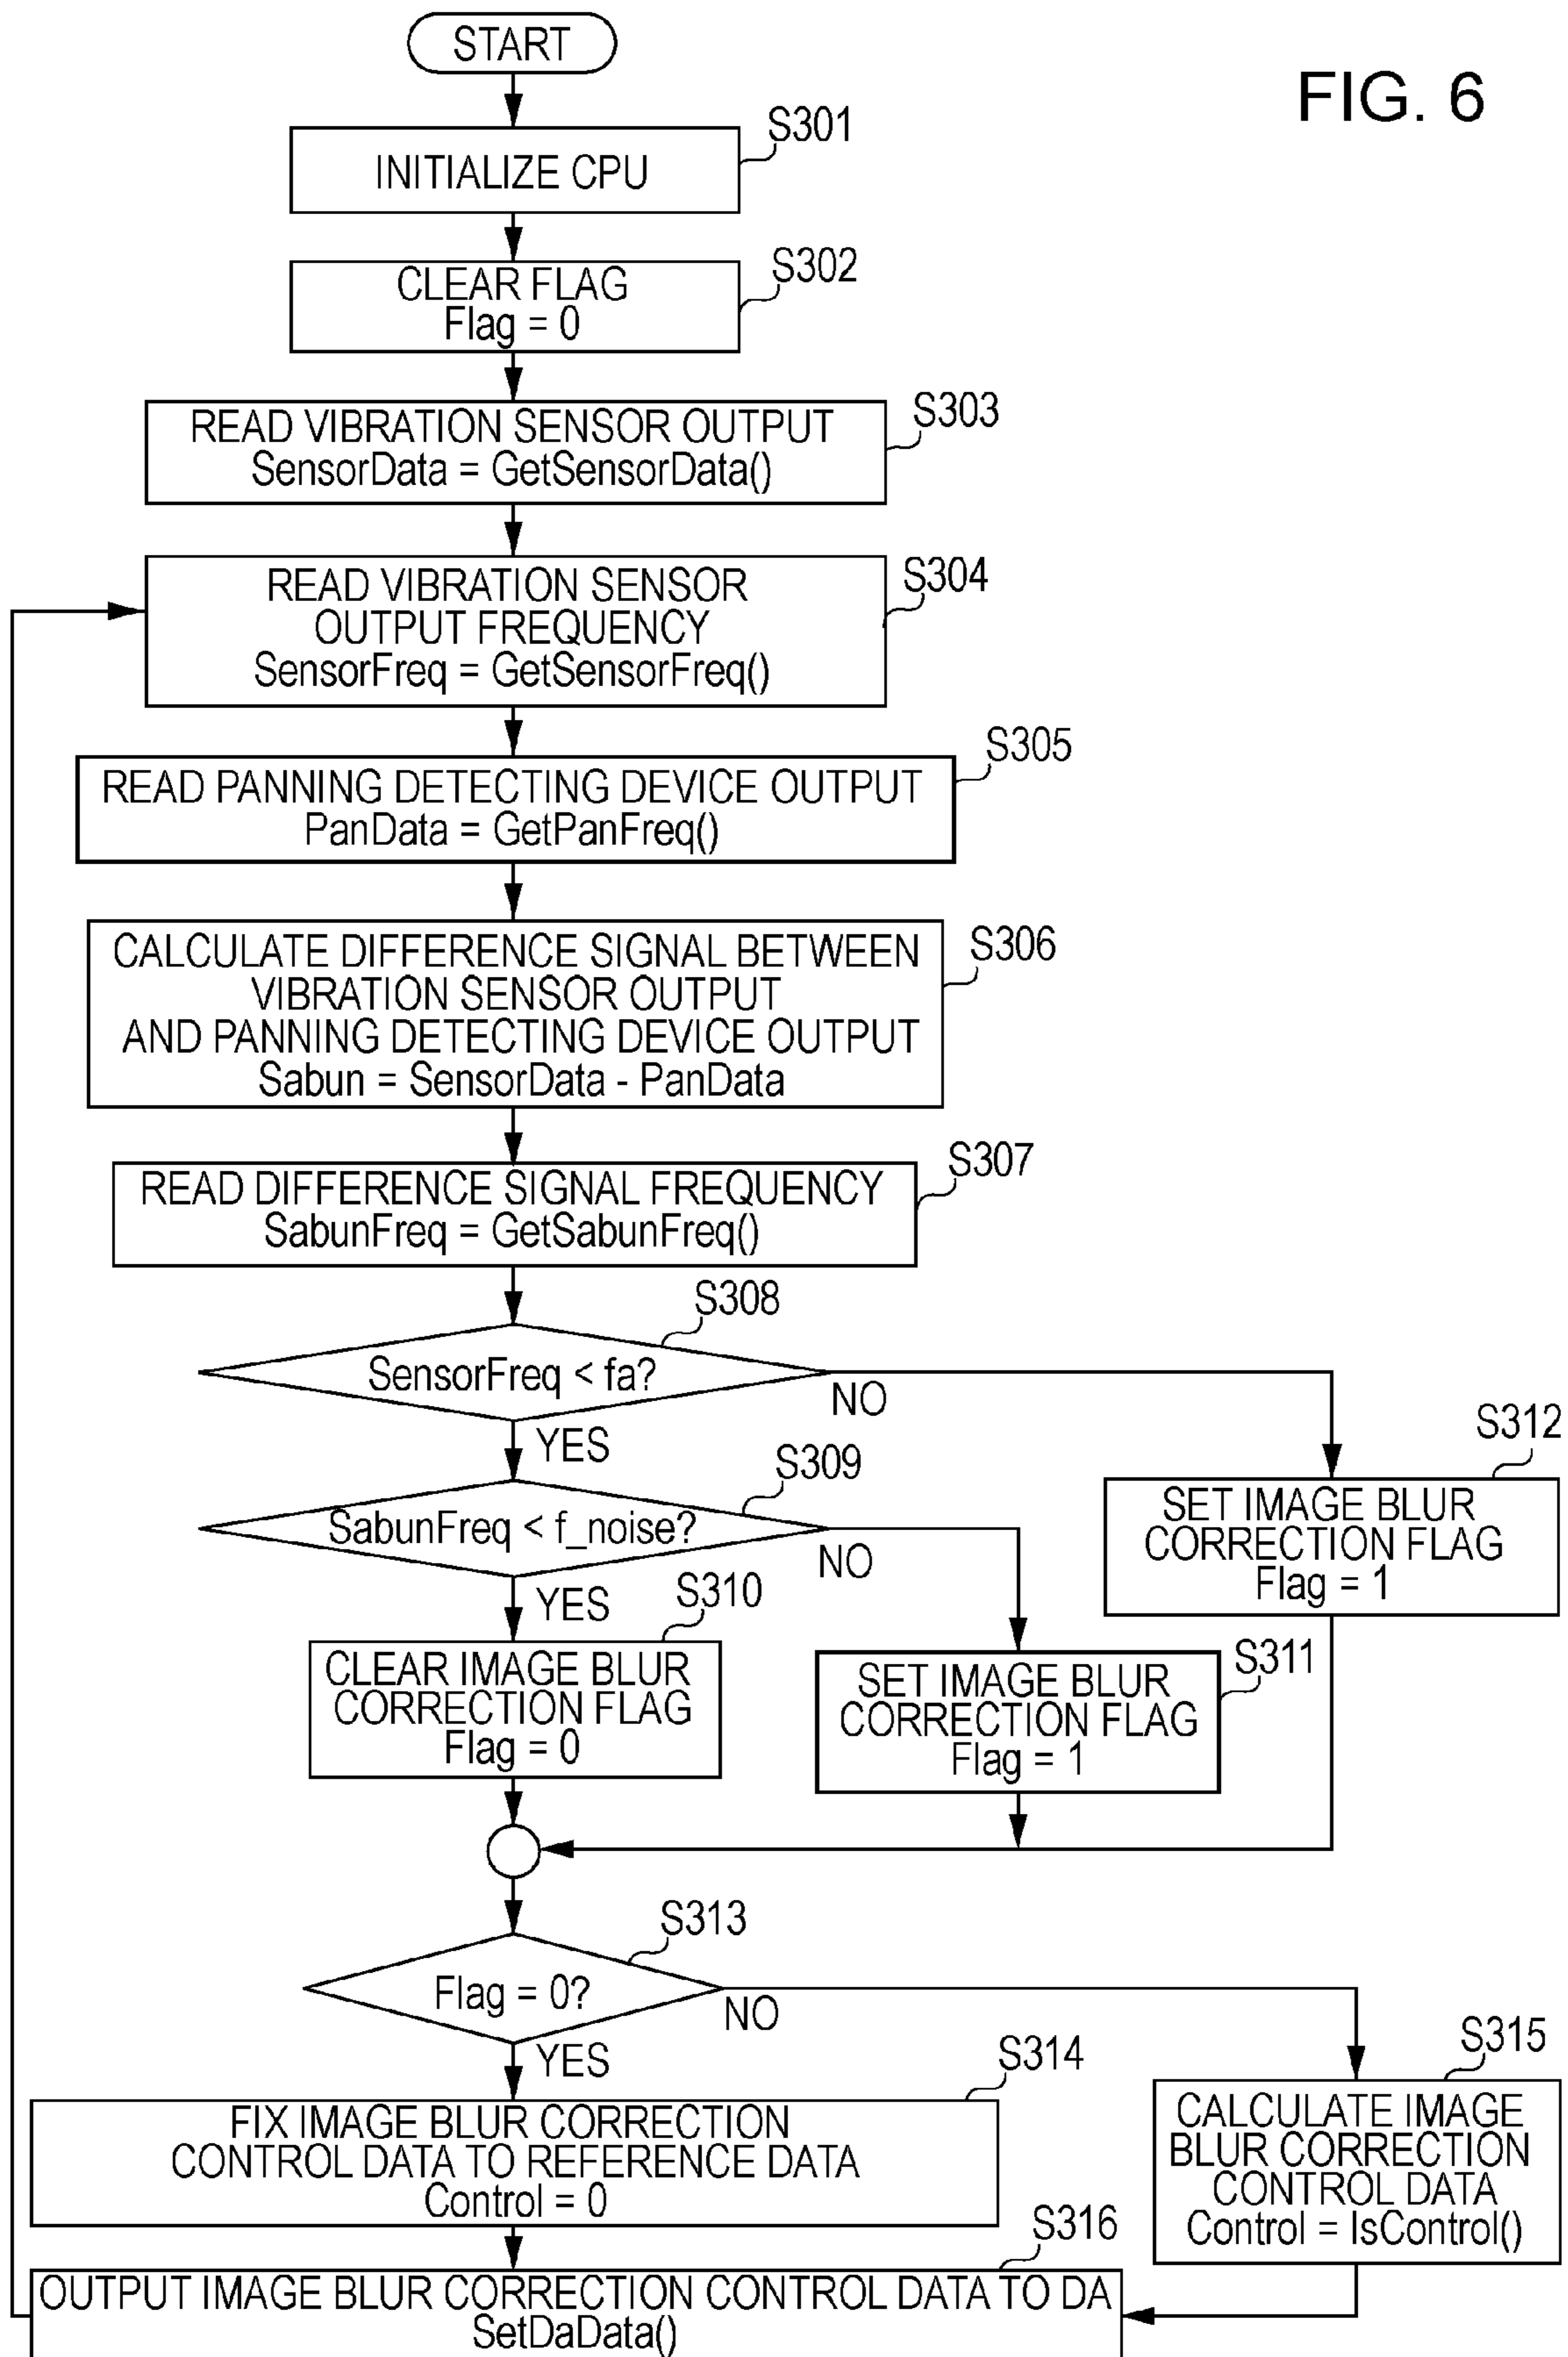 FIG. 6
START
S301
INITIALIZE CPU
S302
CLEAR FLAG
Flag = 0
S303
READ VIBRATION SENSOR OUTPUT
SensorData = GetSensorData()
S304
READ VIBRATION SENSOR
OUTPUT FREQUENCY
SensorFreq = GetSensorFreq()
S305
READ PANNING DETECTING DEVICE OUTPUT
PanData = GetPanFreq()
S306
CALCULATE DIFFERENCE SIGNAL BETWEEN
VIBRATION SENSOR OUTPUT
AND PANNING DETECTING DEVICE OUTPUT
Sabun = SensorData - PanData
S307
READ DIFFERENCE SIGNAL FREQUENCY
SabunFreq = GetSabunFreq()
S308
SensorFreq < fa?
NO
YES
S309
SabunFreq < f_noise?
NO
YES
S312
SET IMAGE BLUR
CORRECTION FLAG
Flag = 1
S310
CLEAR IMAGE BLUR
CORRECTION FLAG
Flag = 0
S311
SET IMAGE BLUR
CORRECTION FLAG
Flag = 1
S313
Flag = 0?
NO
YES
S314
FIX IMAGE BLUR CORRECTION
CONTROL DATA TO REFERENCE DATA
Control = 0
S315
CALCULATE IMAGE
BLUR CORRECTION
CONTROL DATA
Control = IsControl()
S316
OUTPUT IMAGE BLUR CORRECTION CONTROL DATA TO DA
SetDaData()